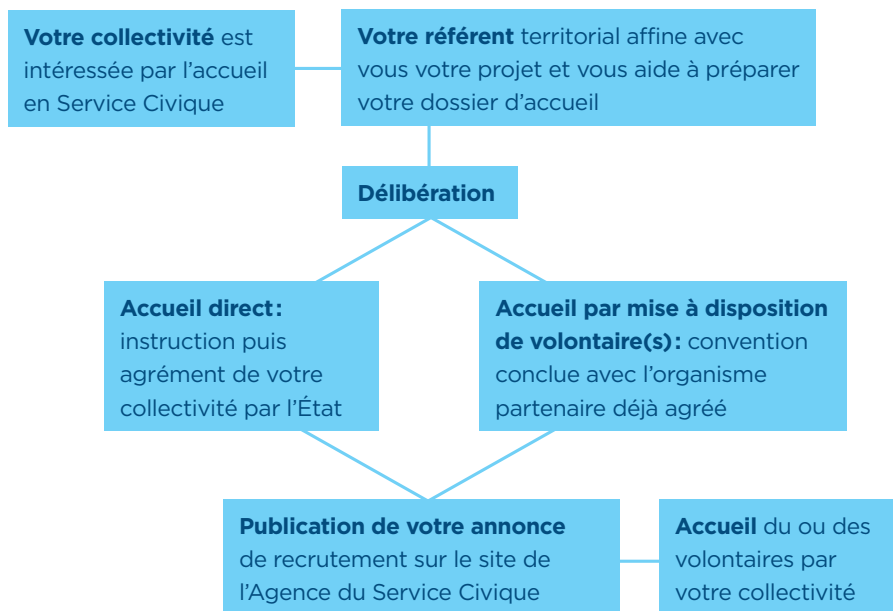 Votre collectivité est
intéressée par l’accueil
en Service Civique
Votre référent territorial affine avec
vous votre projet et vous aide à préparer
votre dossier d’accueil
Délibération
Accueil direct :
instruction puis
agrément de votre
collectivité par l’État
Accueil par mise à disposition
de volontaire(s) : convention
conclue avec l’organisme
partenaire déjà agréé
Publication de votre annonce
de recrutement sur le site de
l’Agence du Service Civique
Accueil du ou des
volontaires par
votre collectivité